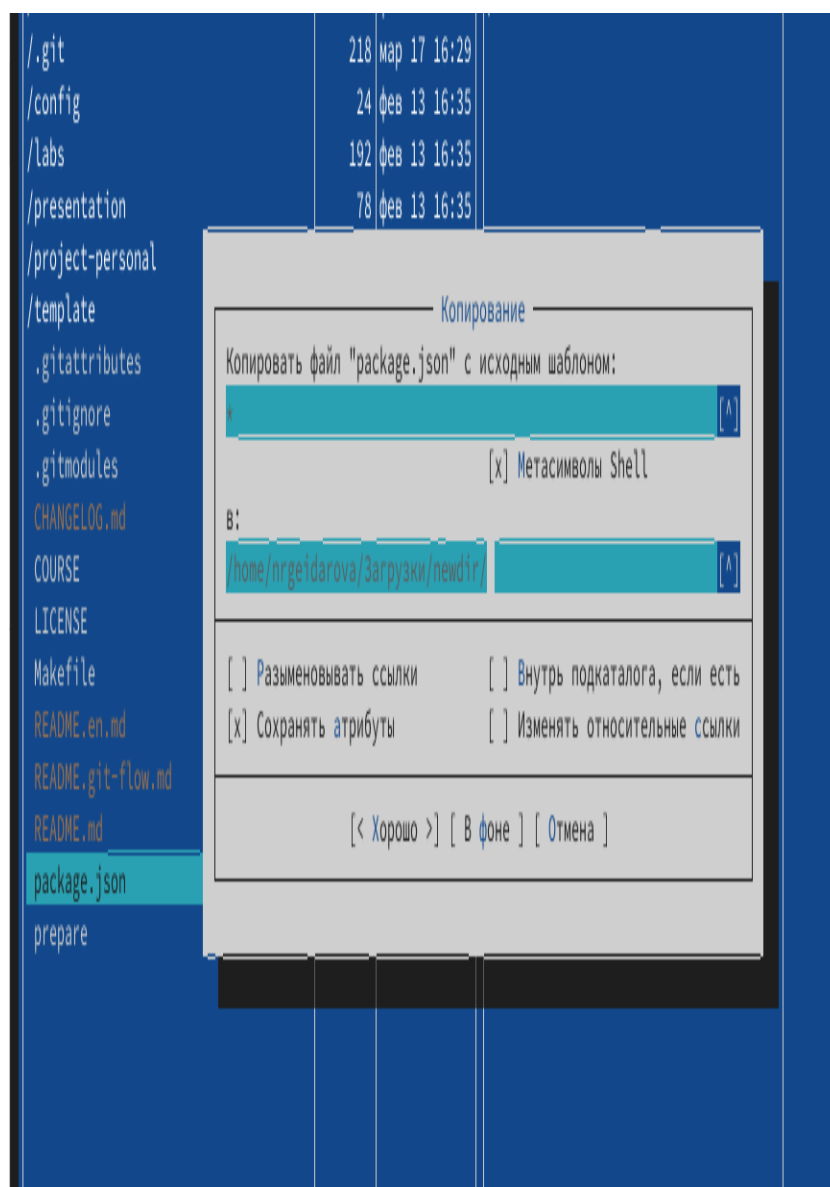 /.git 218 мар 17 16:29
/config 24 фев 13 16:35
/labs 192 фев 13 16:35
/presentation 78 фев 13 16:35
/project-personal
/template
.gitattributes
.gitignore
.gitmodules
CHANGELOG.md
COURSE
LICENSE
Makefile
README.en.md
README.git-flow.md
README.md
package.json
prepare
Копирование
Копировать файл "package.json" с исходным шаблоном:
* [^]
[x] Метасимволы Shell
в:
/home/nrgeidarova/Загрузки/newdir/ [^]
[ ] Разыменовывать ссылки [ ] Внутрь подкаталога, если есть
[x] Сохранять атрибуты [ ] Изменять относительные ссылки
[< Хорошо >] [ В фоне ] [ Отмена ]